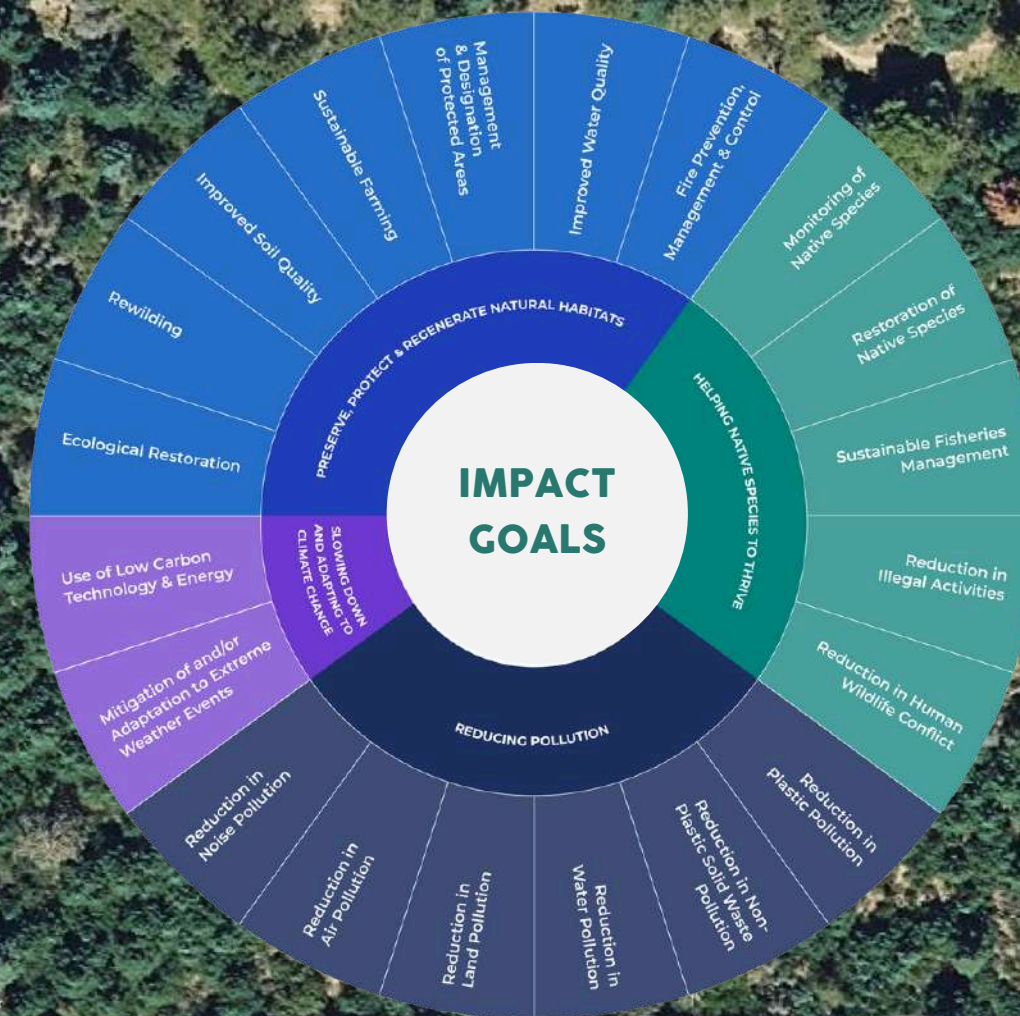 IMPACT
GOALS
PRESERVE, PROTECT & REGENERATE NATURAL HABITATS
Ecological Restoration
Rewilding
Improved Soil Quality
Sustainable Farming
Management
& Designation
of Protected Areas
Improved Water Quality
Fire Prevention,
Management & Control
HELPING NATIVE SPECIES TO THRIVE
Monitoring of
Native Species
Restoration of
Native Species
Sustainable Fisheries
Management
Reduction in
Illegal Activities
Reduction in Human
Wildlife Conflict
REDUCING POLLUTION
Reduction in
Plastic Pollution
Reduction in Non-
Plastic Solid Waste
Pollution
Reduction in
Water Pollution
Reduction in
Land Pollution
Reduction in
Air Pollution
Reduction in
Noise Pollution
SLOWING DOWN
AND ADAPTING TO
CLIMATE CHANGE
Mitigation of and/or
Adaptation to Extreme
Weather Events
Use of Low Carbon
Technology & Energy